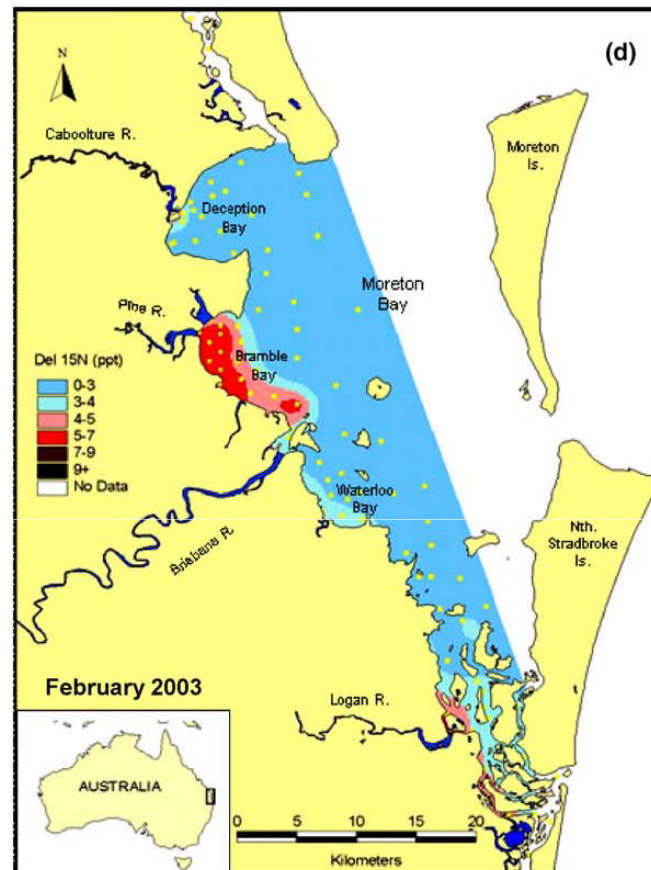 (d)
N
Caboolture R.
Moreton
Is.
Deception
Bay
Moreton
Bay
Pine R.
Del 15N (ppt)
0-3
3-4
4-5
5-7
7-9
9+
No Data
Bramble
Bay
Waterloo
Bay
Brisbane R.
Nth.
Stradbroke
Is.
February 2003
Logan R.
AUSTRALIA
0 5 10 15 20
Kilometers